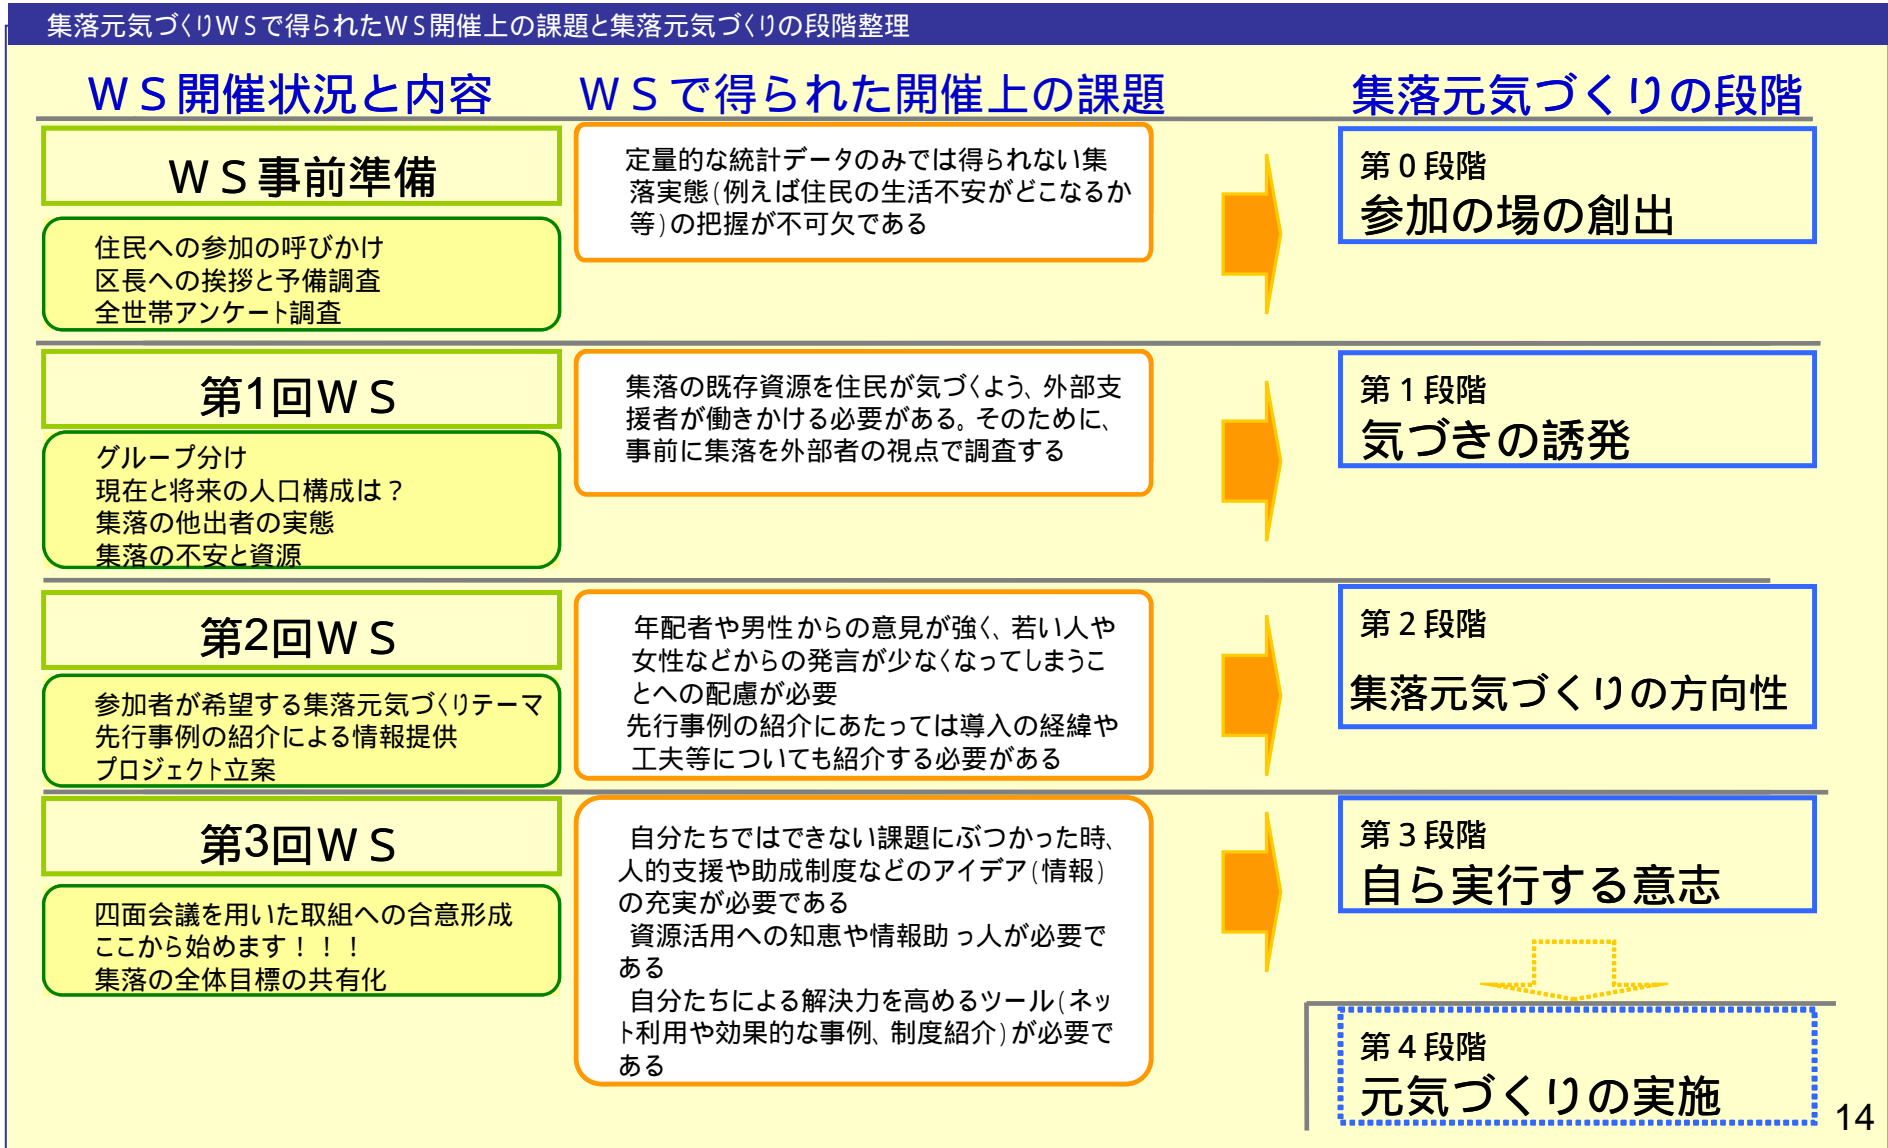 集落元気づくりWSで得られたWS開催上の課題と集落元気づくりの段階整理
WS開催状況と内容
WSで得られた開催上の課題
集落元気づくりの段階
WS事前準備
住民への参加の呼びかけ
区長への挨拶と予備調査
全世帯アンケート調査
定量的な統計データのみでは得られない集
落実態(例えば住民の生活不安がどこなるか
等)の把握が不可欠である
第0段階
参加の場の創出
第1回WS
グループ分け
現在と将来の人口構成は?
集落の他出者の実態
集落の不安と資源
集落の既存資源を住民が気づくよう、外部支
援者が働きかける必要がある。そのために、
事前に集落を外部者の視点で調査する
第1段階
気づきの誘発
第2回WS
参加者が希望する集落元気づくりテーマ
先行事例の紹介による情報提供
プロジェクト立案
年配者や男性からの意見が強く、若い人や
女性などからの発言が少なくなってしまうこ
とへの配慮が必要
先行事例の紹介にあたっては導入の経緯や
工夫等についても紹介する必要がある
第2段階
集落元気づくりの方向性
第3回WS
四面会議を用いた取組への合意形成
ここから始めます!!!
集落の全体目標の共有化
自分たちではできない課題にぶつかった時、
人的支援や助成制度などのアイデア(情報)
の充実が必要である
資源活用への知恵や情報助っ人が必要で
ある
自分たちによる解決力を高めるツール(ネッ
ト利用や効果的な事例、制度紹介)が必要で
ある
第3段階
自ら実行する意志
第4段階
元気づくりの実施
14